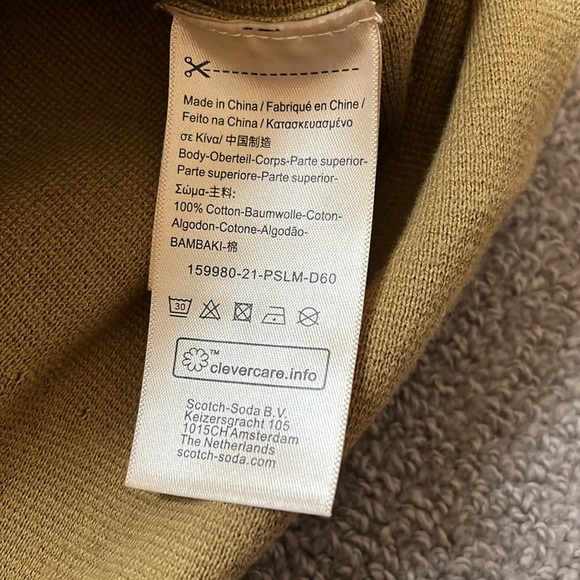 Made in China / Fabriqué en Chine /
Feito na China / Κατασκευασμένο
σε Κίνα/ 中国制造
Body-Oberteil-Corps-Parte superior-
Parte superiore-Parte superior-
Σώμα-主料:
100% Cotton-Baumwolle-Coton-
Algodon-Cotone-Algodão-
BAMBAKI-棉
159980-21-PSLM-D60
30
™
clevercare.info
Scotch-Soda B.V.
Keizersgracht 105
1015CH Amsterdam
The Netherlands
scotch-soda.com